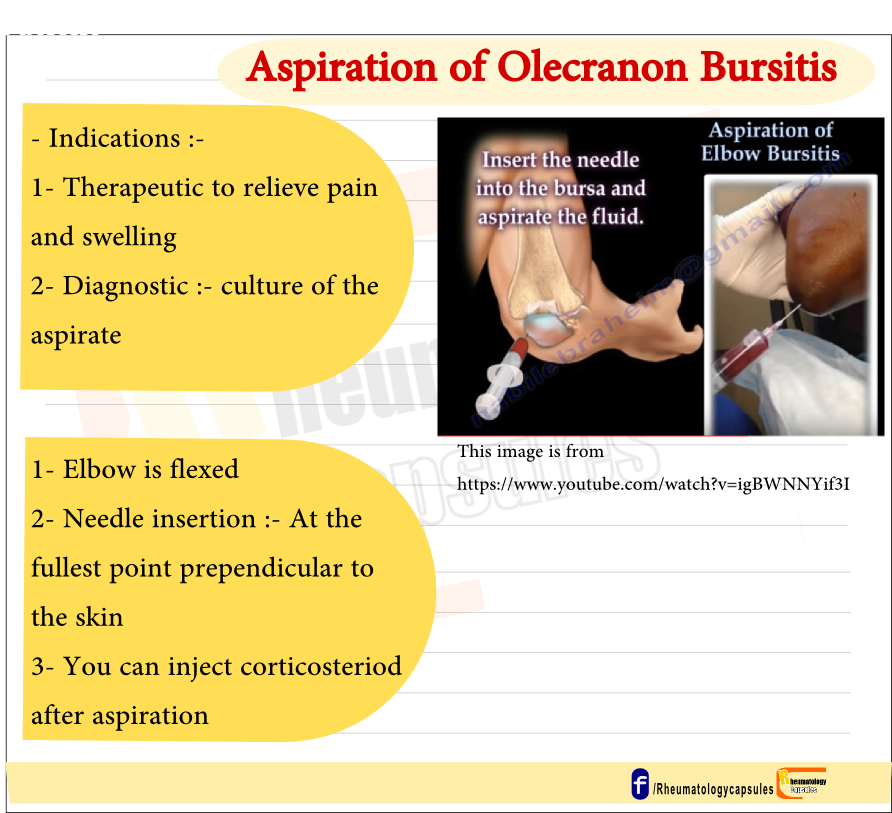 Aspiration of Olecranon Bursitis
- Indications :-
1- Therapeutic to relieve pain
and swelling
2- Diagnostic :- culture of the
aspirate
Insert the needle
into the bursa and
aspirate the fluid.
Aspiration of
Elbow Bursitis
nabilebraheim@gmail.com
This image is from
https://www.youtube.com/watch?v=igBWNNYif3I
1- Elbow is flexed
2- Needle insertion :- At the
fullest point prependicular to
the skin
3- You can inject corticosteriod
after aspiration
f /Rheumatologycapsules
Rheumatology
Capsules